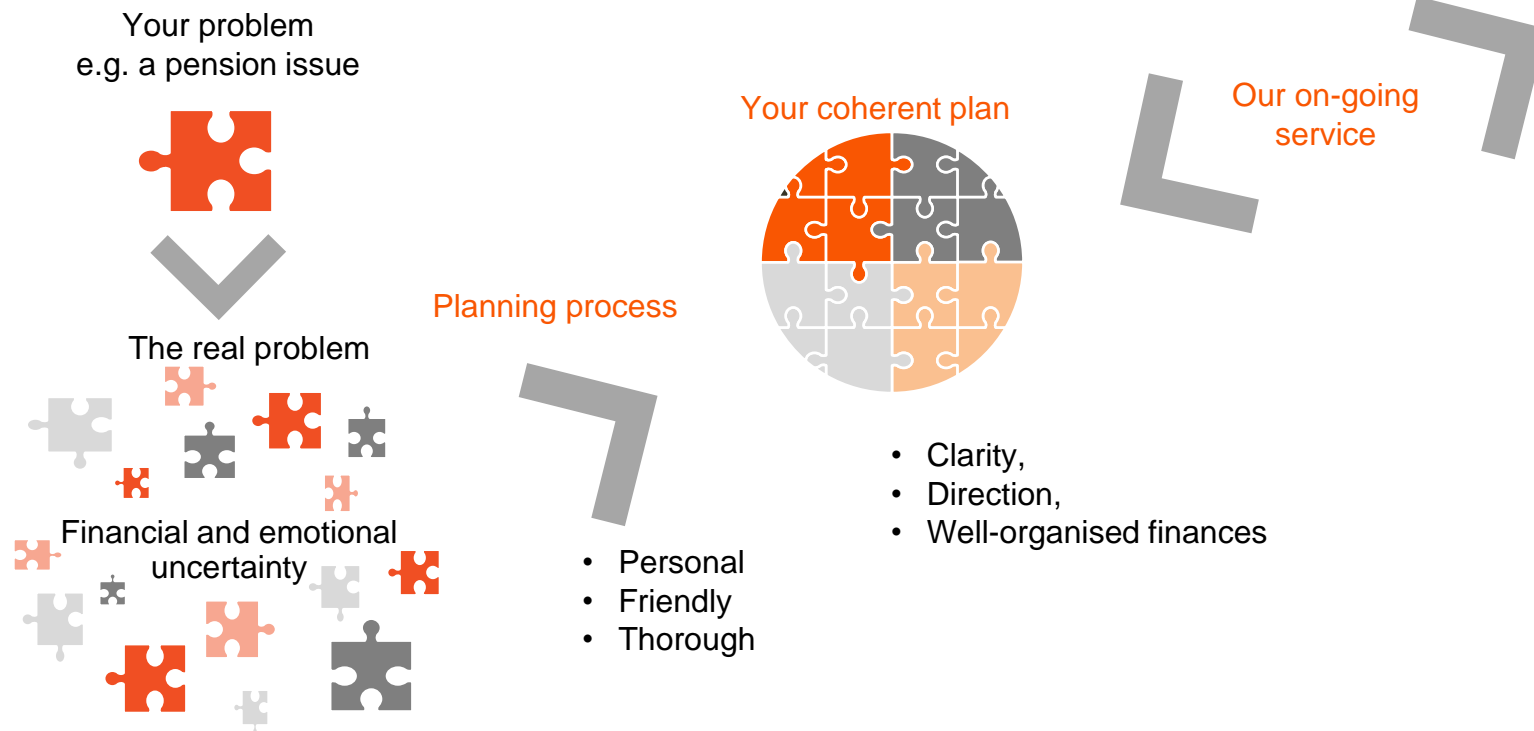 Your problem
e.g. a pension issue
The real problem
Financial and emotional
uncertainty
Planning process
• Personal
• Friendly
• Thorough
Your coherent plan
• Clarity,
• Direction,
• Well-organised finances
Our on-going
service